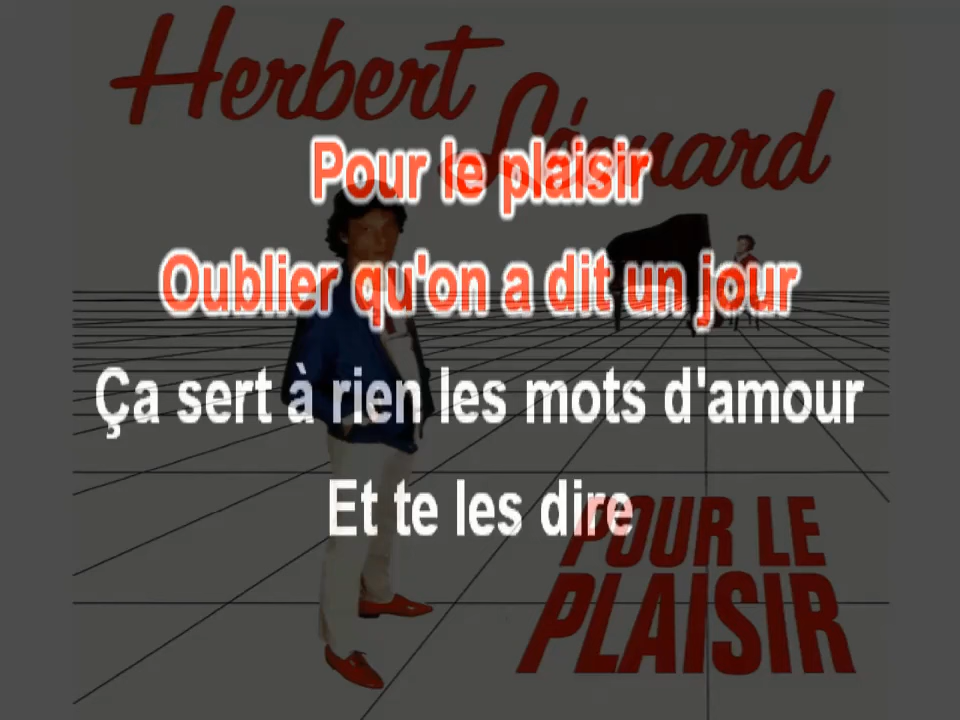 Herbert Léonard
Pour le plaisir
Oublier qu'on a dit un jour
Ça sert à rien les mots d'amour
Et te les dire
POUR LE
PLAISIR